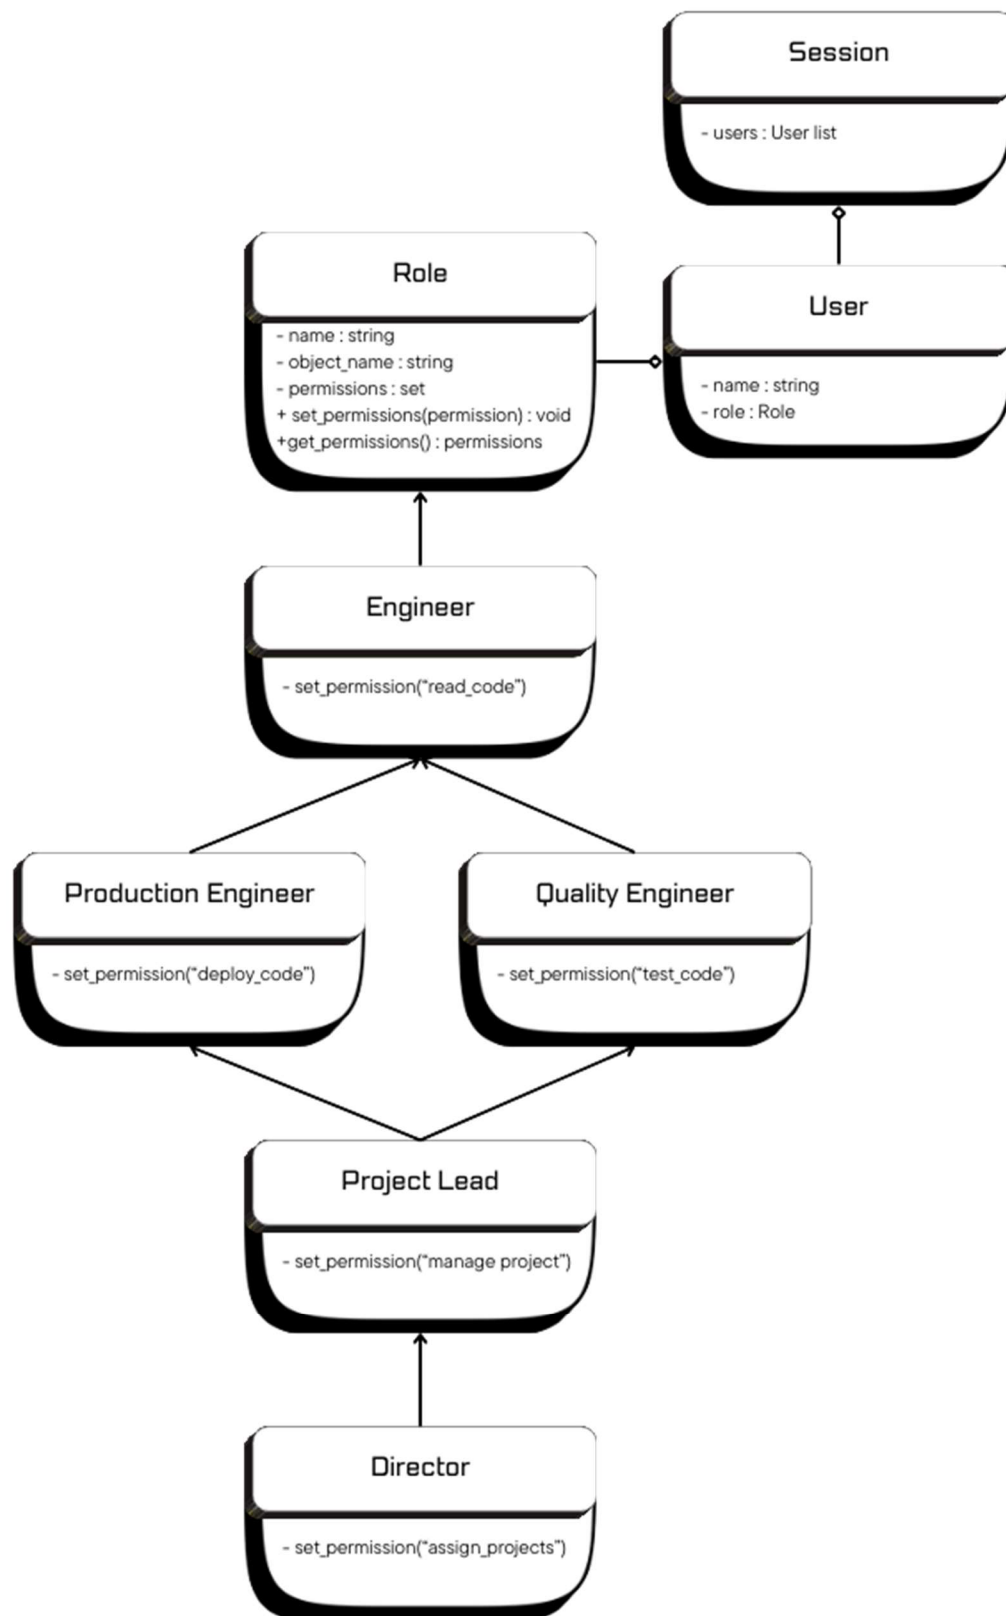 Session
- users : User list
Role
- name : string
- object_name : string
- permissions : set
+ set_permissions(permission) : void
+get_permissions() : permissions
User
- name : string
- role : Role
Engineer
- set_permission(“read_code”)
Production Engineer
- set_permission(“deploy_code”)
Quality Engineer
- set_permission(“test_code”)
Project Lead
- set_permission(“manage project”)
Director
- set_permission(“assign_projects”)